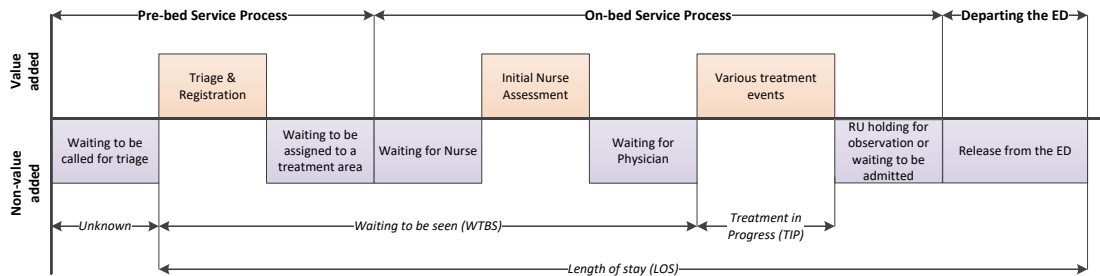 Pre-bed Service Process
On-bed Service Process
Departing the ED
Value
added
Triage &
Registration
Initial Nurse
Assessment
Various treatment
events
Non-value
added
Waiting to be
called for triage
Waiting to be
assigned to a
treatment area
Waiting for Nurse
Waiting for
Physician
RU holding for
observation or
waiting to be
admitted
Release from the ED
Unknown
Waiting to be seen (WTBS)
Treatment in
Progress (TIP)
Length of stay (LOS)